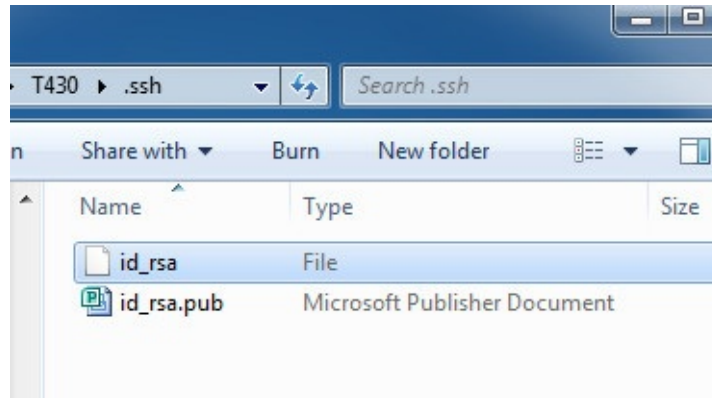 T430 .ssh Search .ssh
n Share with Burn New folder
Name Type Size
id_rsa File
id_rsa.pub Microsoft Publisher Document